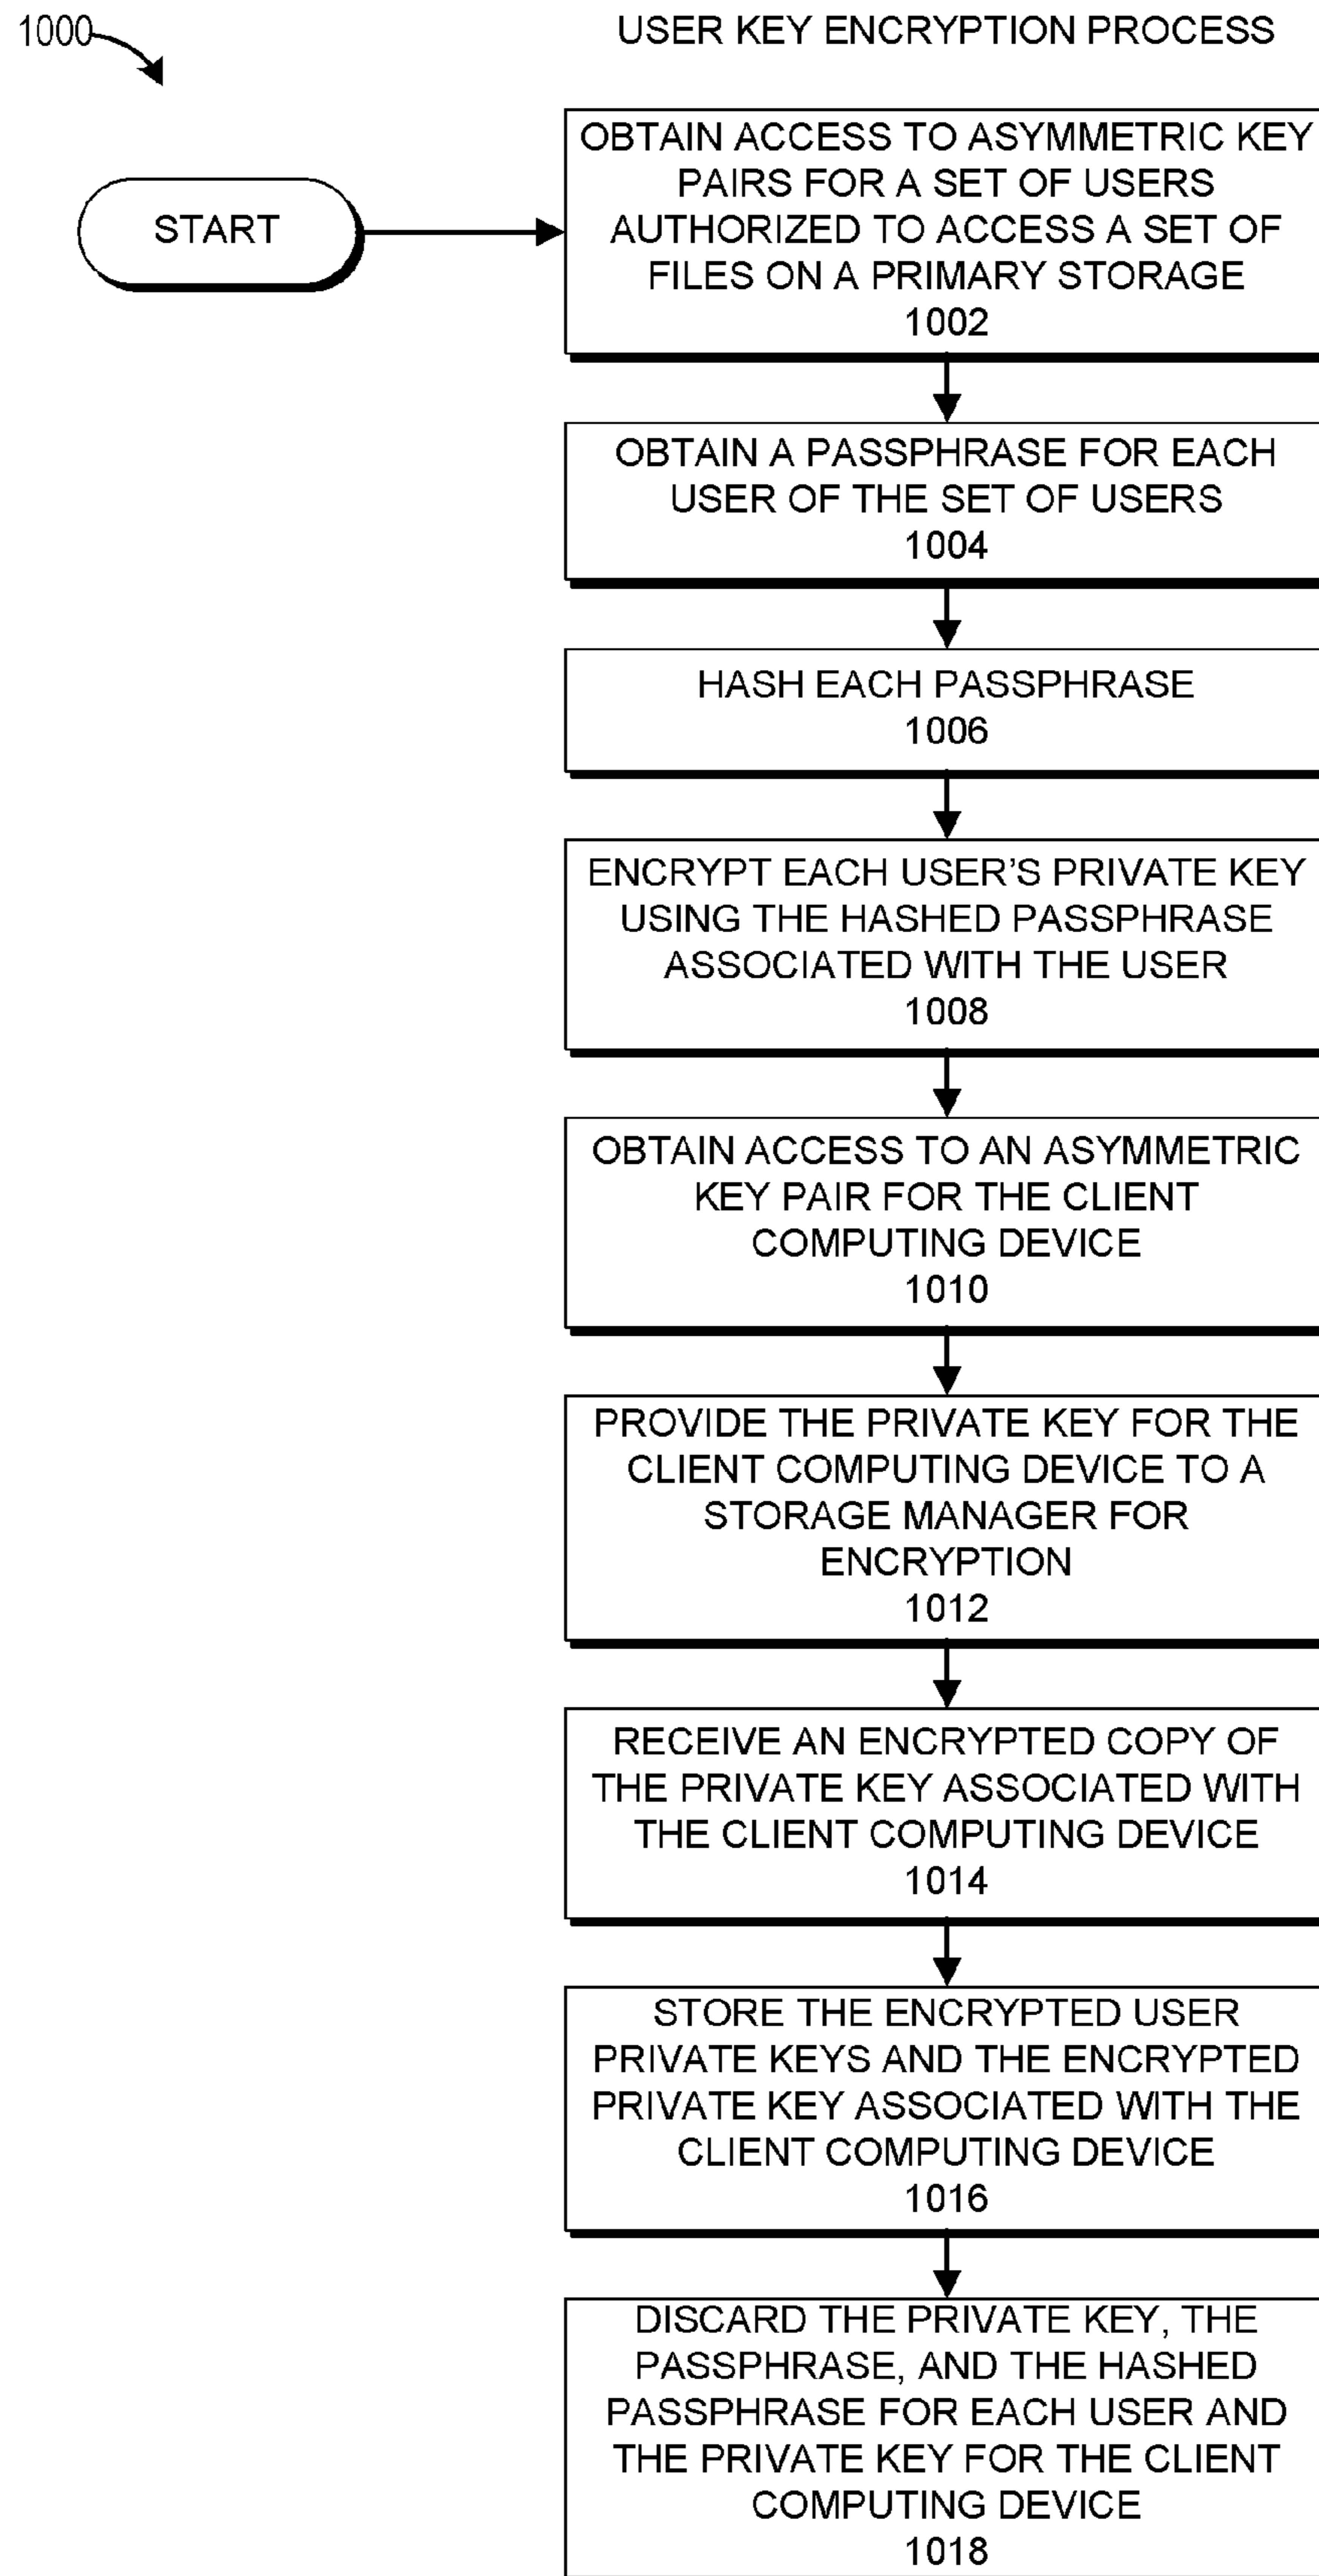 1000
USER KEY ENCRYPTION PROCESS
START
OBTAIN ACCESS TO ASYMMETRIC KEY
PAIRS FOR A SET OF USERS
AUTHORIZED TO ACCESS A SET OF
FILES ON A PRIMARY STORAGE
1002
OBTAIN A PASSPHRASE FOR EACH
USER OF THE SET OF USERS
1004
HASH EACH PASSPHRASE
1006
ENCRYPT EACH USER'S PRIVATE KEY
USING THE HASHED PASSPHRASE
ASSOCIATED WITH THE USER
1008
OBTAIN ACCESS TO AN ASYMMETRIC
KEY PAIR FOR THE CLIENT
COMPUTING DEVICE
1010
PROVIDE THE PRIVATE KEY FOR THE
CLIENT COMPUTING DEVICE TO A
STORAGE MANAGER FOR
ENCRYPTION
1012
RECEIVE AN ENCRYPTED COPY OF
THE PRIVATE KEY ASSOCIATED WITH
THE CLIENT COMPUTING DEVICE
1014
STORE THE ENCRYPTED USER
PRIVATE KEYS AND THE ENCRYPTED
PRIVATE KEY ASSOCIATED WITH THE
CLIENT COMPUTING DEVICE
1016
DISCARD THE PRIVATE KEY, THE
PASSPHRASE, AND THE HASHED
PASSPHRASE FOR EACH USER AND
THE PRIVATE KEY FOR THE CLIENT
COMPUTING DEVICE
1018